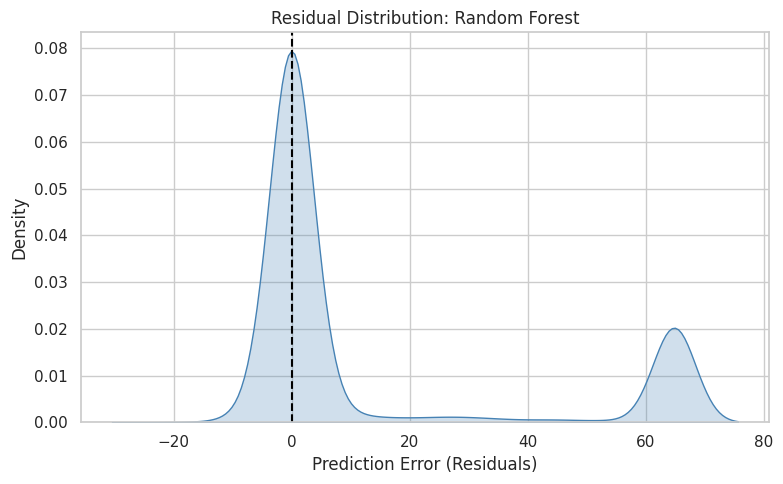 Residual Distribution: Random Forest
0.08
0.07
0.06
0.05
0.04
0.03
0.02
0.01
0.00
Density
−20 0 20 40 60 80
Prediction Error (Residuals)